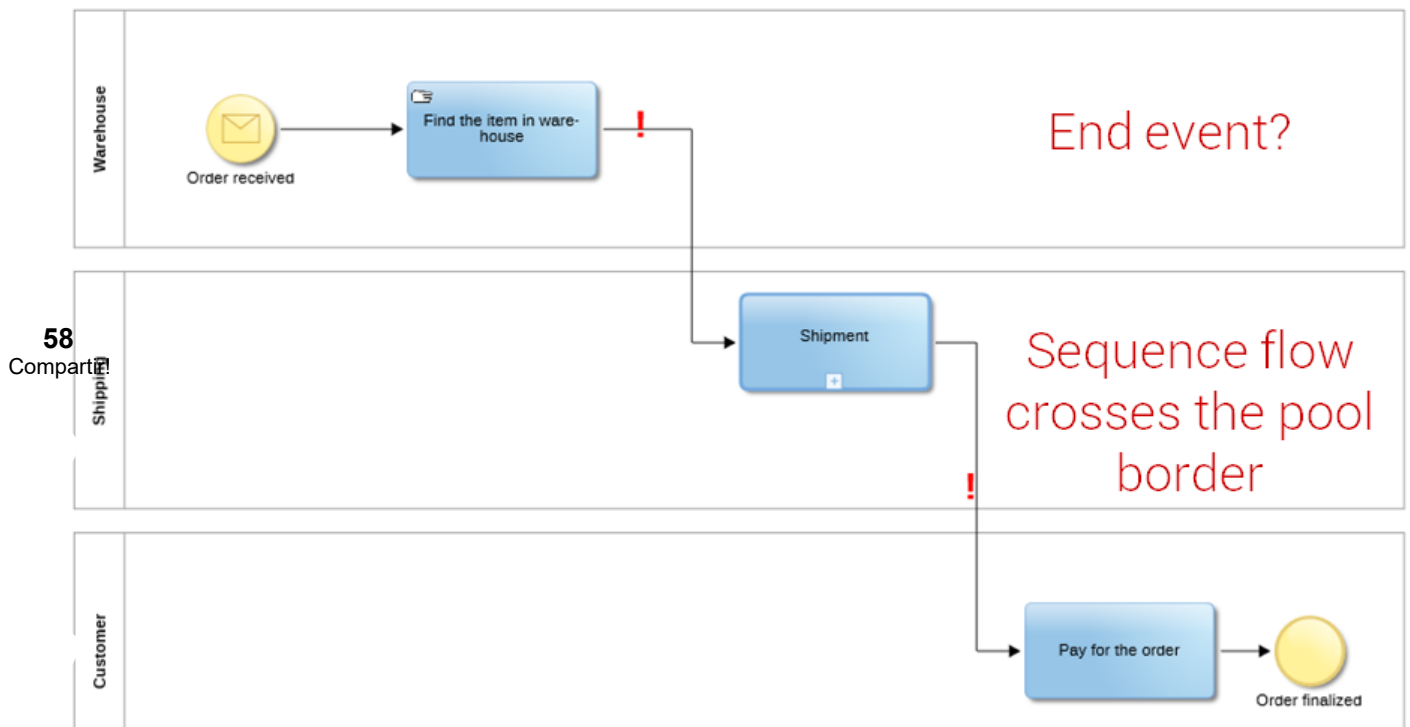 Warehouse
Order received
Find the item in ware-
house
!
End event?
58
Compartir!
Shipping
Shipment
Sequence flow
crosses the pool
border
!
Customer
Pay for the order
Order finalized